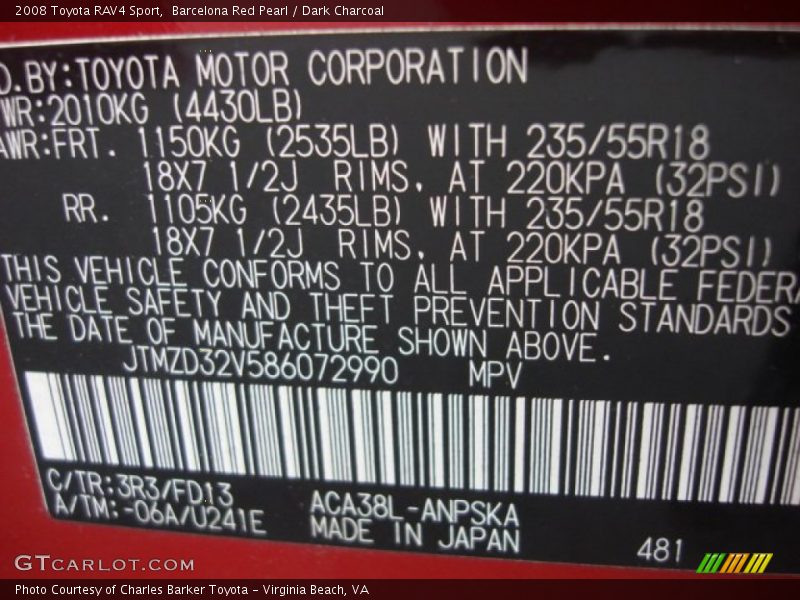 2008 Toyota RAV4 Sport,  Barcelona Red Pearl / Dark Charcoal
D.BY:TOYOTA MOTOR CORPORATION
WR:2010KG (4430LB)
AWR:FRT. 1150KG (2535LB) WITH 235/55R18
18X7 1/2J RIMS, AT 220KPA (32PSI)
RR. 1105KG (2435LB) WITH 235/55R18
18X7 1/2J RIMS, AT 220KPA (32PSI)
THIS VEHICLE CONFORMS TO ALL APPLICABLE FEDERA
VEHICLE SAFETY AND THEFT PREVENTION STANDARDS
THE DATE OF MANUFACTURE SHOWN ABOVE.
JTMZD32V586072990 MPV
C/TR:3R3/FD13
A/TM:-06A/U241E
ACA38L-ANPSKA
MADE IN JAPAN
481
GTCARLOT.COM
Photo Courtesy of Charles Barker Toyota - Virginia Beach, VA